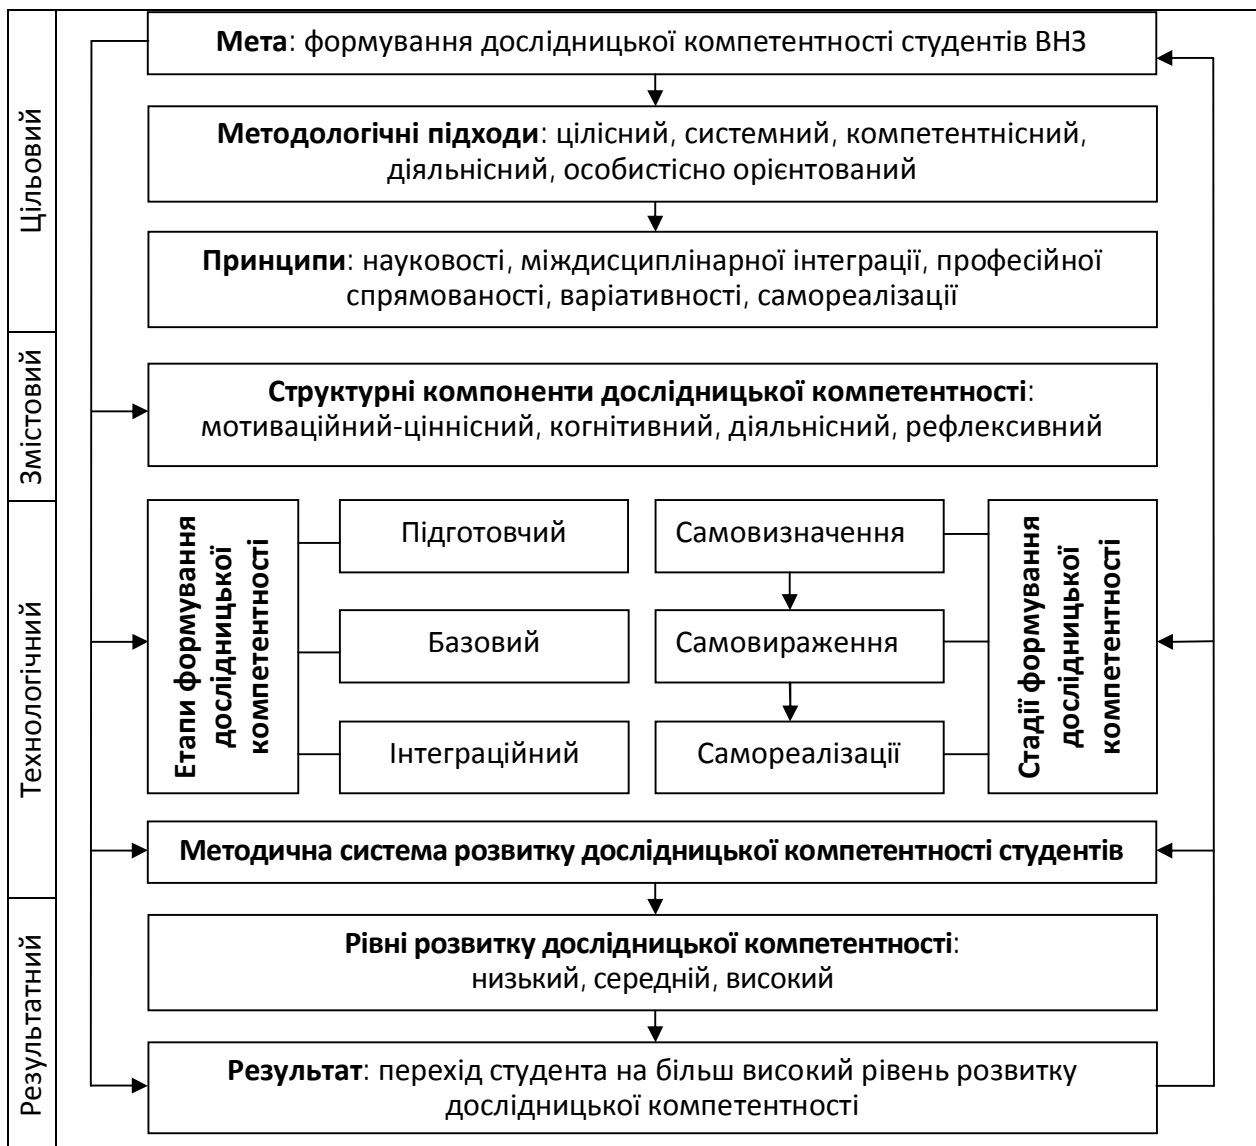 Цільовий
Мета: формування дослідницької компетентності студентів ВНЗ
Методологічні підходи: цілісний, системний, компетентнісний,
діяльнісний, особистісно орієнтований
Принципи: науковості, міждисциплінарної інтеграції, професійної
спрямованості, варіативності, самореалізації
Змістовий
Структурні компоненти дослідницької компетентності:
мотиваційний-ціннісний, когнітивний, діяльнісний, рефлексивний
Технологічний
Етапи формування
дослідницької
компетентності
Підготовчий
Базовий
Інтеграційний
Самовизначення
Самовираження
Самореалізації
Стадії формування
дослідницької
компетентності
Методична система розвитку дослідницької компетентності студентів
Результатний
Рівні розвитку дослідницької компетентності:
низький, середній, високий
Результат: перехід студента на більш високий рівень розвитку
дослідницької компетентності